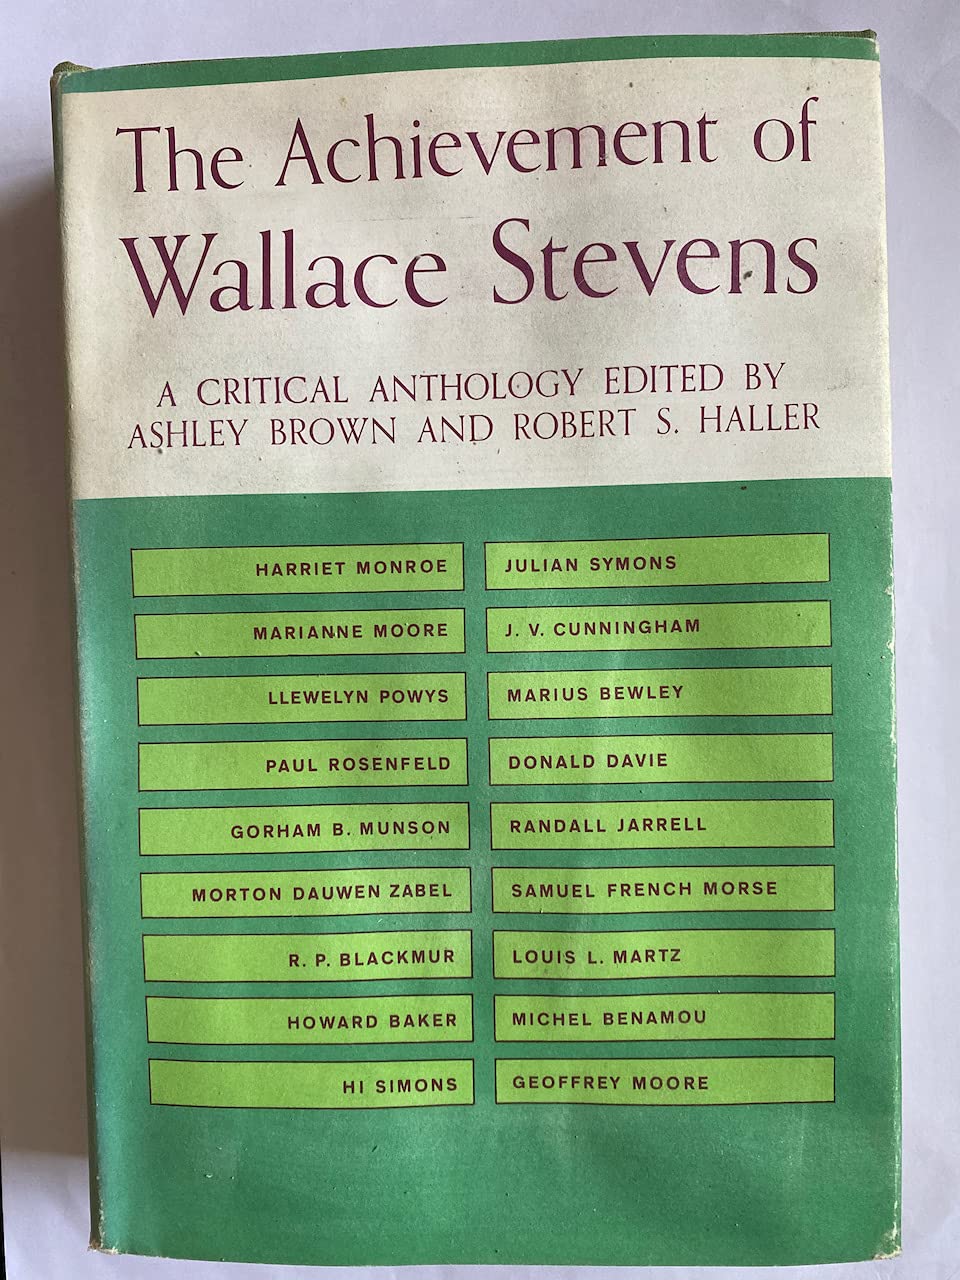 The Achievement of
Wallace Stevens
A CRITICAL ANTHOLOGY EDITED BY
ASHLEY BROWN AND ROBERT S. HALLER
HARRIET MONROE
MARIANNE MOORE
LLEWELYN POWYS
PAUL ROSENFELD
GORHAM B. MUNSON
MORTON DAUWEN ZABEL
R. P. BLACKMUR
HOWARD BAKER
HI SIMONS
JULIAN SYMONS
J. V. CUNNINGHAM
MARIUS BEWLEY
DONALD DAVIE
RANDALL JARRELL
SAMUEL FRENCH MORSE
LOUIS L. MARTZ
MICHEL BENAMOU
GEOFFREY MOORE